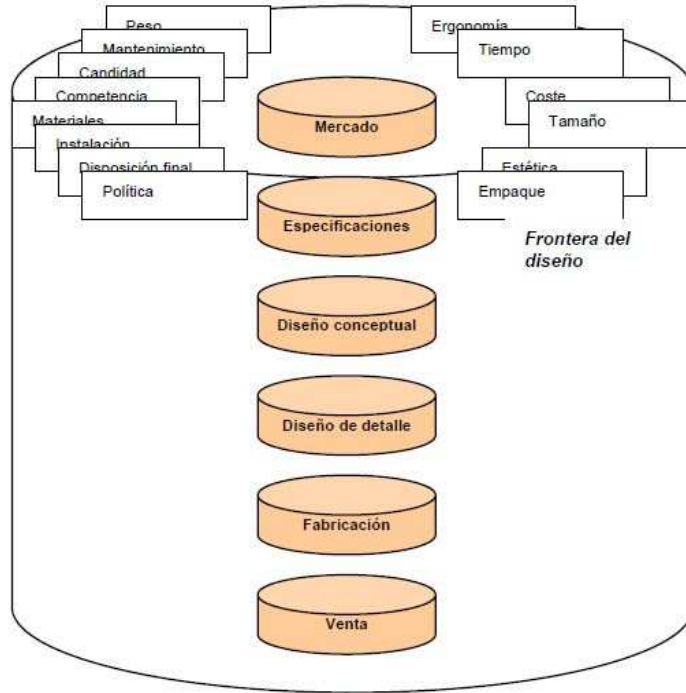 Peso
Mantenimiento
Candidad
Competencia
Materiales
Instalación
Disposición final
Política
Ergonomía
Tiempo
Coste
Tamaño
Estética
Empaque
Frontera del
diseño
Mercado
Especificaciones
Diseño conceptual
Diseño de detalle
Fabricación
Venta